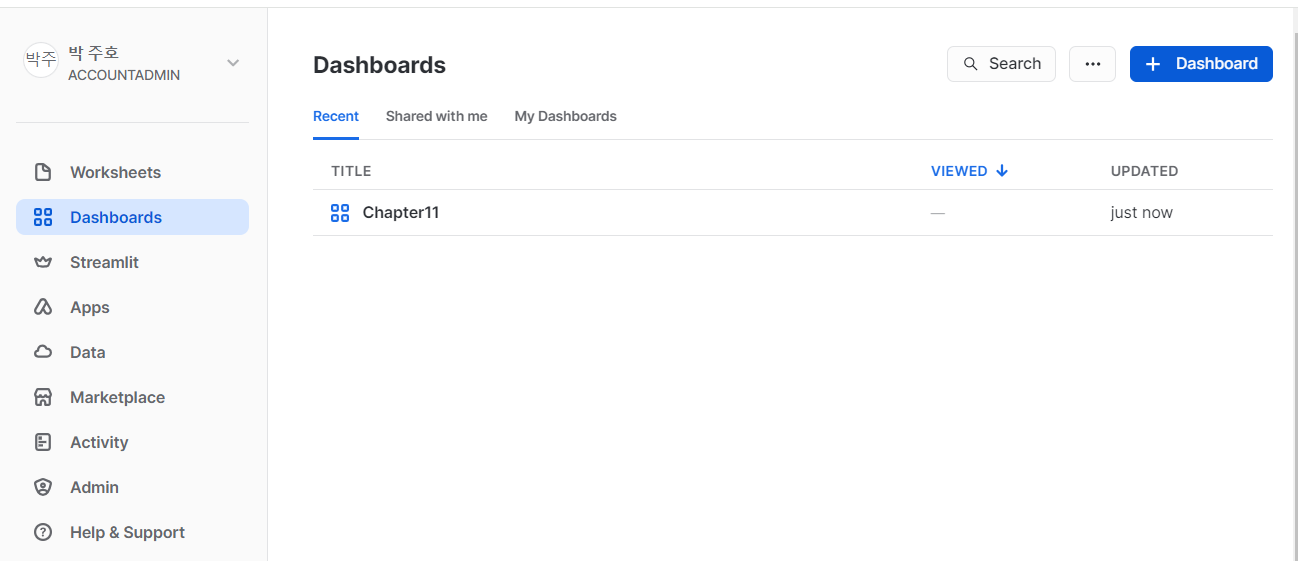 박주
박 주호
ACCOUNTADMIN
Worksheets
Dashboards
Streamlit
Apps
Data
Marketplace
Activity
Admin
Help & Support
Dashboards
Search
+ Dashboard
Recent Shared with me My Dashboards
TITLE VIEWED ↓ UPDATED
Chapter11 — just now